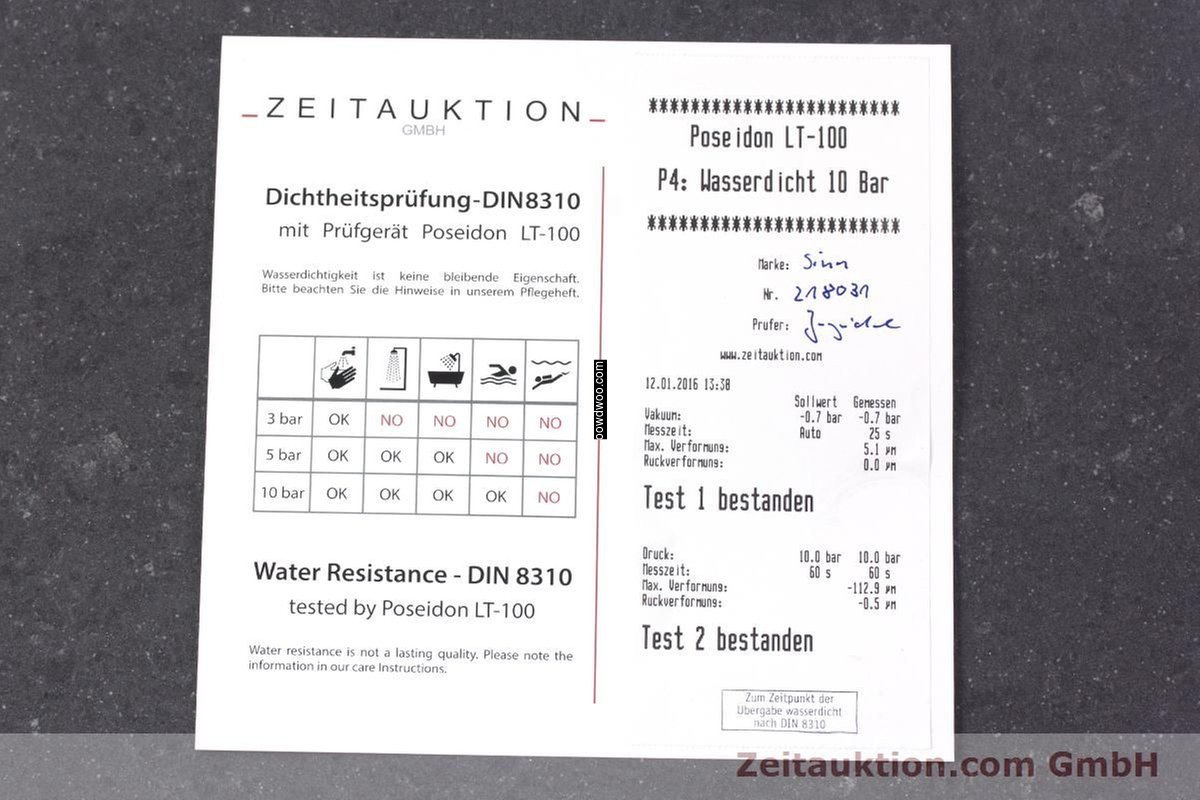 _ZEITAUKTION_
GMBH
Dichtheitsprüfung-DIN8310
mit Prüfgerät Poseidon LT-100
Wasserdichtigkeit ist keine bleibende Eigenschaft.
Bitte beachten Sie die Hinweise in unserem Pflegeheft.
3 bar OK NO NO NO NO
5 bar OK OK OK NO NO
10 bar OK OK OK OK NO
Water Resistance - DIN 8310
tested by Poseidon LT-100
Water resistance is not a lasting quality. Please note the
information in our care Instructions.
************************
Poseidon LT-100
P4: Wasserdicht 10 Bar
************************
Marke: Sinn
Nr. 218031
Prufer:
www.zeitauktion.com
12.01.2016 13:38
Sollwert Gemessen
Vakuum: -0.7 bar -0.7 bar
Messzeit: Auto 25 s
Max. Verformung: 5.1 µm
Ruckverformung: 0.0 µm
Test 1 bestanden
Druck: 10.0 bar 10.0 bar
Messzeit: 60 s 60 s
Max. Verformung: -112.9 µm
Ruckverformung: -0.5 µm
Test 2 bestanden
Zum Zeitpunkt der
Übergabe wasserdicht
nach DIN 8310
powdwoo.com
Zeitauktion.com GmbH